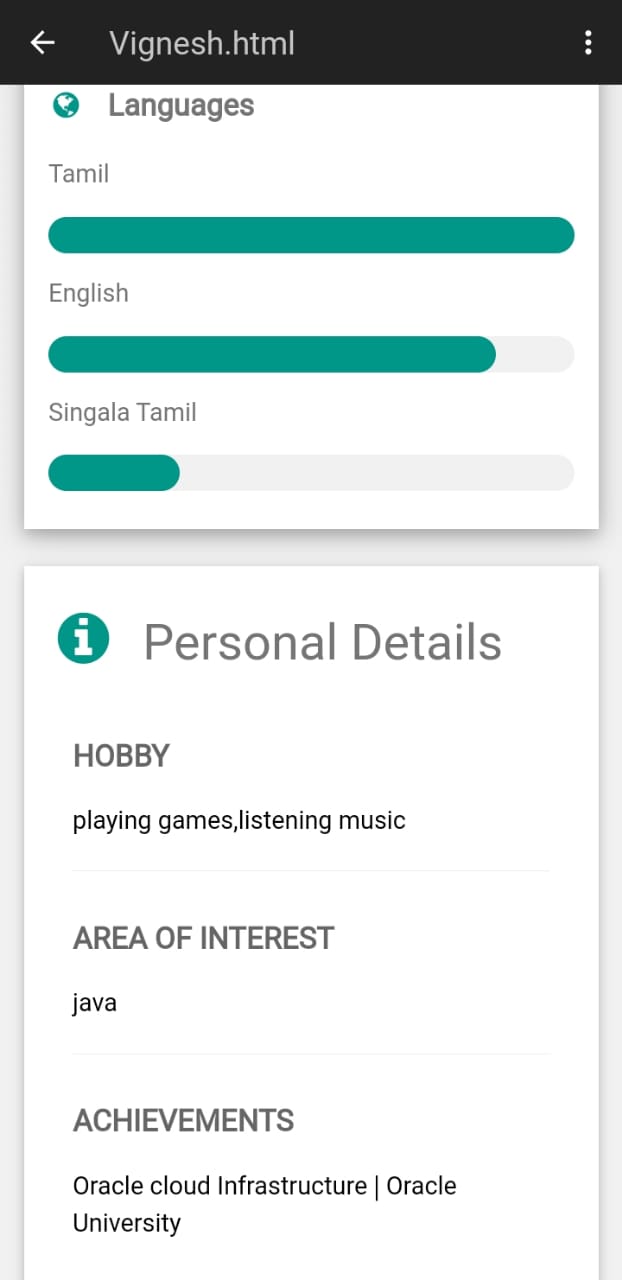 Vignesh.html
Languages
Tamil
English
Singala Tamil
Personal Details
HOBBY
playing games,listening music
AREA OF INTEREST
java
ACHIEVEMENTS
Oracle cloud Infrastructure | Oracle
University